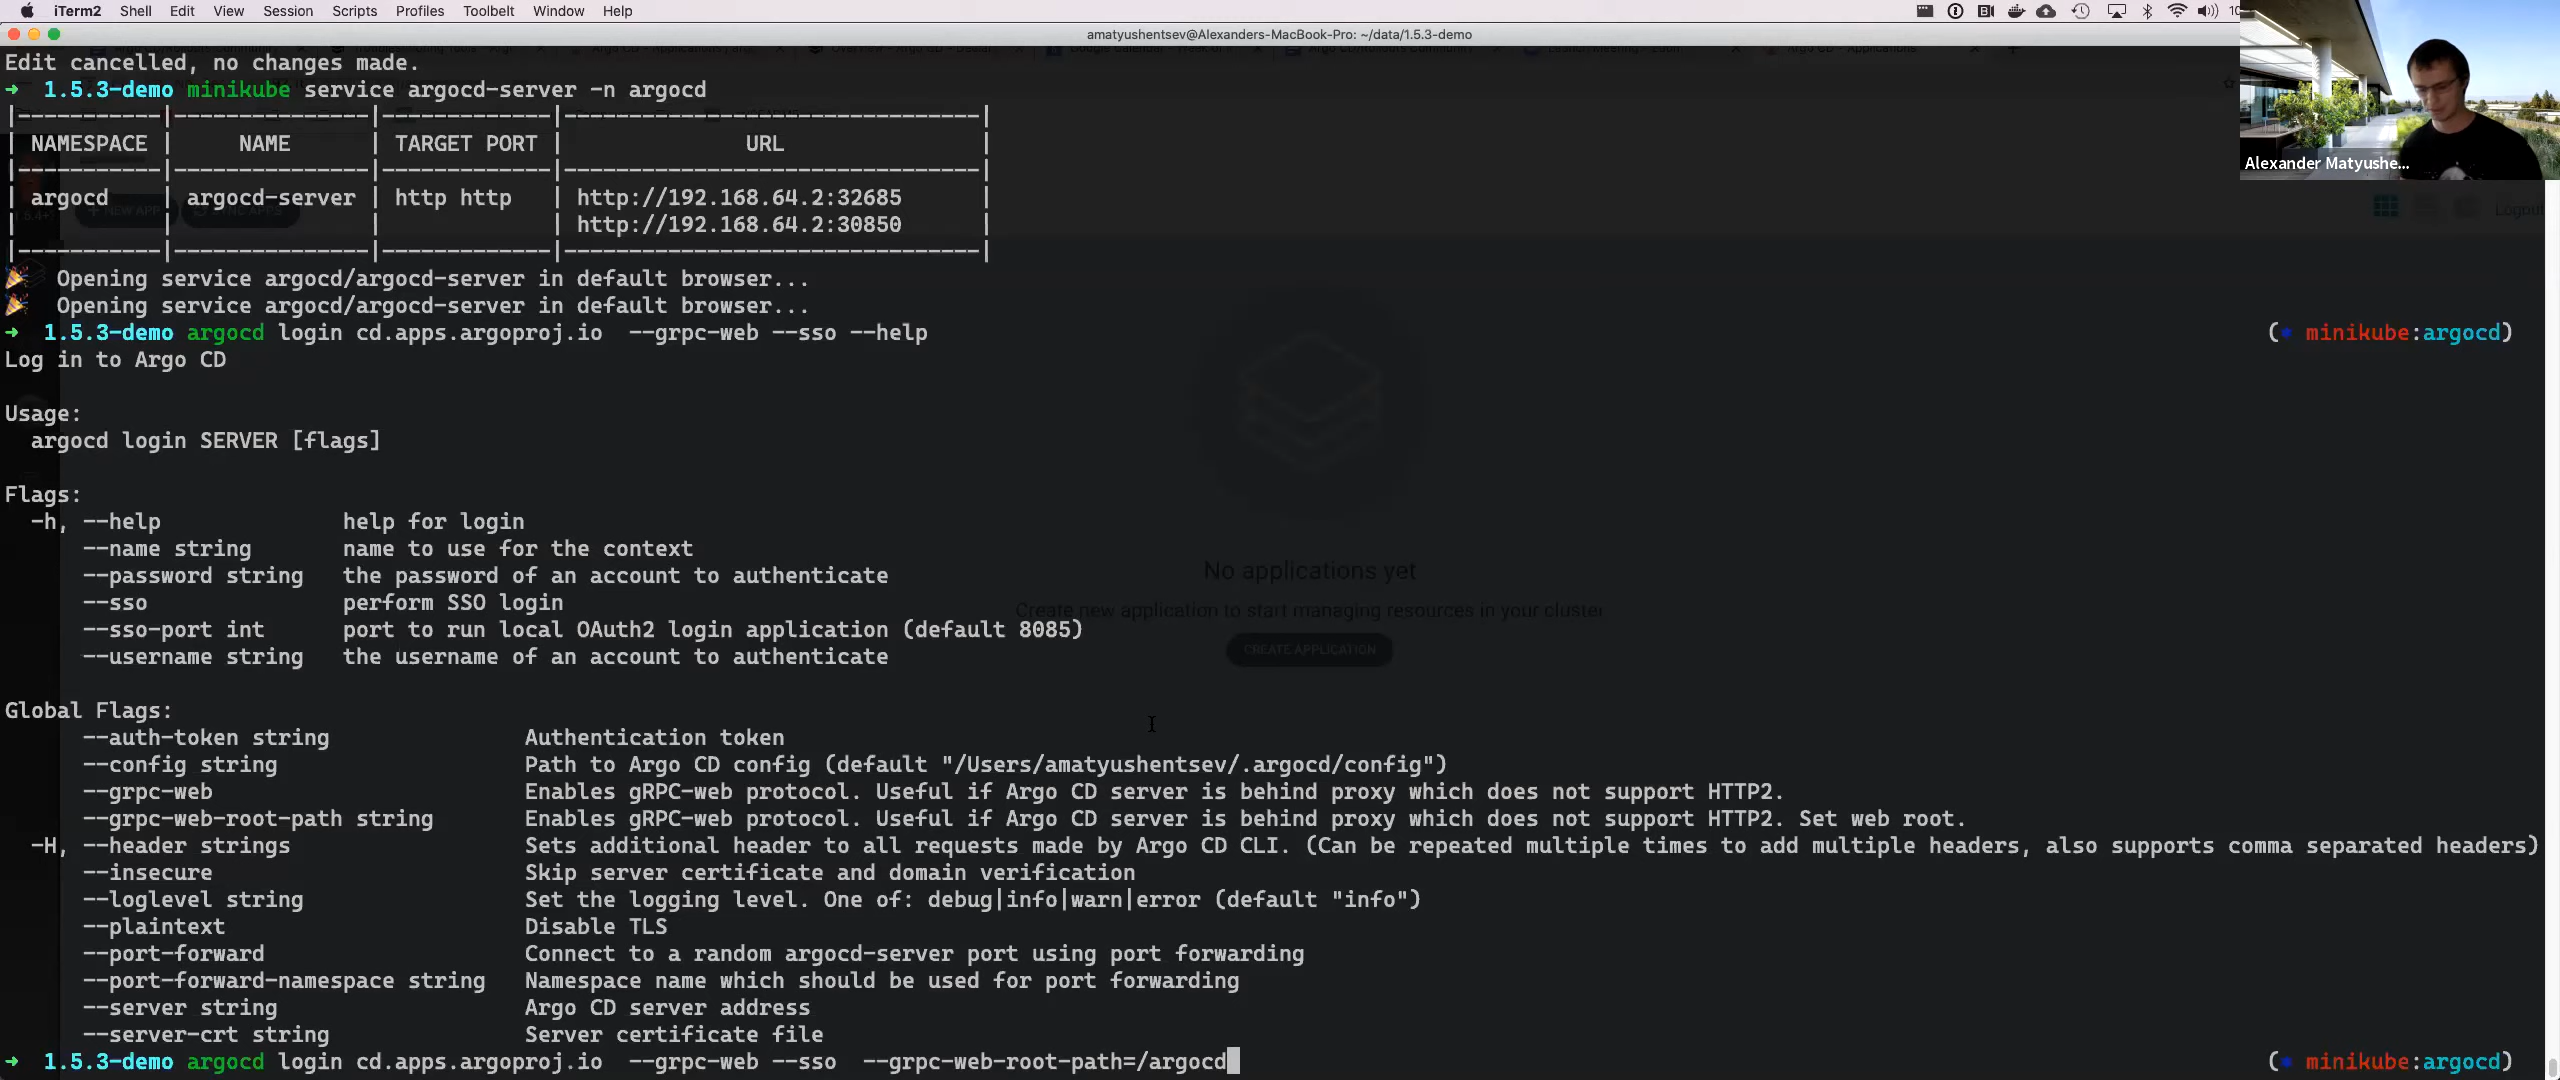 iTerm2 Shell Edit View Session Scripts Profiles Toolbelt Window Help
amatyushentsev@Alexanders-MacBook-Pro: ~/data/1.5.3-demo
Edit cancelled, no changes made.
➜ 1.5.3-demo minikube service argocd-server -n argocd
|-----------|---------------|-------------|--------------------------------|
| NAMESPACE | NAME | TARGET PORT | URL |
|-----------|---------------|-------------|--------------------------------|
| argocd | argocd-server | http http | http://192.168.64.2:32685 |
| | | | http://192.168.64.2:30850 |
|-----------|---------------|-------------|--------------------------------|
🎉 Opening service argocd/argocd-server in default browser...
🎉 Opening service argocd/argocd-server in default browser...
➜ 1.5.3-demo argocd login cd.apps.argoproj.io --grpc-web --sso --help (⎈ minikube:argocd)
Log in to Argo CD
Usage:
argocd login SERVER [flags]
Flags:
-h, --help help for login
--name string name to use for the context
--password string the password of an account to authenticate
--sso perform SSO login
--sso-port int port to run local OAuth2 login application (default 8085)
--username string the username of an account to authenticate
Global Flags:
--auth-token string Authentication token
--config string Path to Argo CD config (default "/Users/amatyushentsev/.argocd/config")
--grpc-web Enables gRPC-web protocol. Useful if Argo CD server is behind proxy which does not support HTTP2.
--grpc-web-root-path string Enables gRPC-web protocol. Useful if Argo CD server is behind proxy which does not support HTTP2. Set web root.
-H, --header strings Sets additional header to all requests made by Argo CD CLI. (Can be repeated multiple times to add multiple headers, also supports comma separated headers)
--insecure Skip server certificate and domain verification
--loglevel string Set the logging level. One of: debug|info|warn|error (default "info")
--plaintext Disable TLS
--port-forward Connect to a random argocd-server port using port forwarding
--port-forward-namespace string Namespace name which should be used for port forwarding
--server string Argo CD server address
--server-crt string Server certificate file
➜ 1.5.3-demo argocd login cd.apps.argoproj.io --grpc-web --sso --grpc-web-root-path=/argocd (⎈ minikube:argocd)
Alexander Matyushe...
NEW APP
Logout
No applications yet
Create new application to start managing resources in your cluster
CREATE APPLICATION